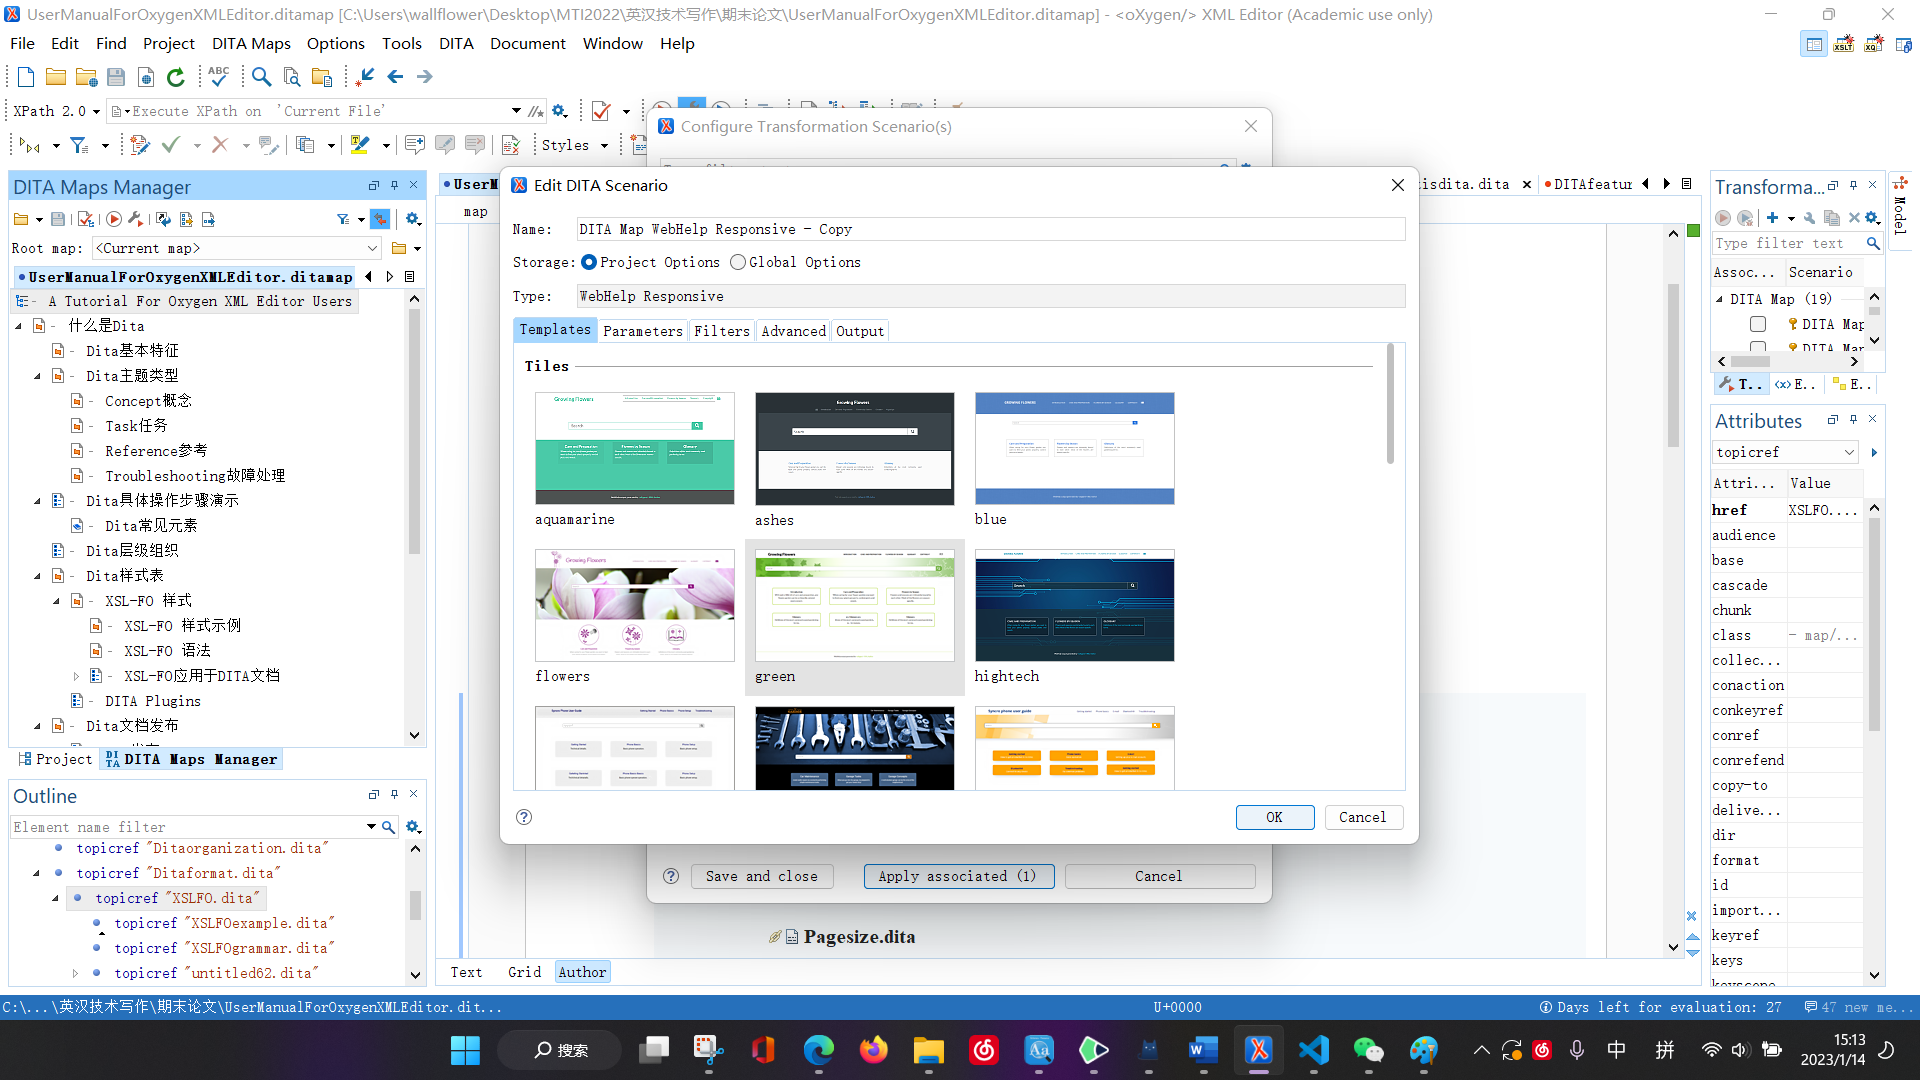 UserManualForOxygenXMLEditor.ditamap [C:\Users\wallflower\Desktop\MTI2022\英汉技术写作\期末论文\UserManualForOxygenXMLEditor.ditamap] - <oXygen/> XML Editor (Academic use only)
File Edit Find Project DITA Maps Options Tools DITA Document Window Help
XPath 2.0 Execute XPath on 'Current File'
Styles
Configure Transformation Scenario(s)
DITA Maps Manager
Root map: <Current map>
UserManualForOxygenXMLEditor.ditamap
A Tutorial For Oxygen XML Editor Users
什么是Dita
Dita基本特征
Dita主题类型
Concept概念
Task任务
Reference参考
Troubleshooting故障处理
Dita具体操作步骤演示
Dita常见元素
Dita层级组织
Dita样式表
XSL-FO 样式
XSL-FO 样式示例
XSL-FO 语法
XSL-FO应用于DITA文档
DITA Plugins
Dita文档发布
Project DITA Maps Manager
Outline
Element name filter
topicref "Ditaorganization.dita"
topicref "Ditaformat.dita"
topicref "XSLFO.dita"
topicref "XSLFOexample.dita"
topicref "XSLFOgrammar.dita"
topicref "untitled62.dita"
UserM
isdita.dita
DITAfeatur
map
Edit DITA Scenario
Name: DITA Map WebHelp Responsive - Copy
Storage: Project Options Global Options
Type: WebHelp Responsive
Templates Parameters Filters Advanced Output
Tiles
aquamarine ashes blue
flowers green hightech
OK Cancel
Save and close Apply associated (1) Cancel
Pagesize.dita
Text Grid Author
Transforma...
Type filter text
Assoc... Scenario
DITA Map (19)
DITA Map
DITA Map
T.. E.. E..
Model
Attributes
topicref
Attri... Value
href XSLFO....
audience
base
cascade
chunk
class - map/...
collec...
conaction
conkeyref
conref
conrefend
copy-to
delive...
dir
format
id
import...
keyref
keys
keyscope
C:\...\英汉技术写作\期末论文\UserManualForOxygenXMLEditor.dit...
U+0000
Days left for evaluation: 27
47 new me...
搜索
中 拼
15:13
2023/1/14